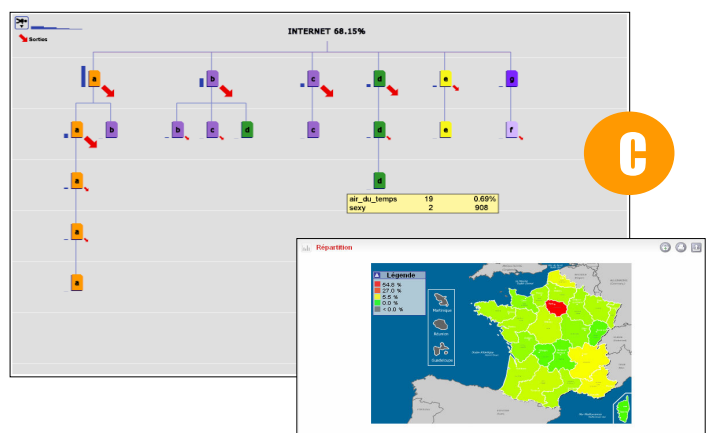 INTERNET 68.15%
Sorties
a b c d e g
a b b c d c d e f
a d
air_du_temps 19 0.69%
sexy 2 908
a
a
C
Répartition
Légende
54.8 %
27.0 %
5.5 %
0.0 %
< 0.0 %
Martinique
Réunion
Guadeloupe